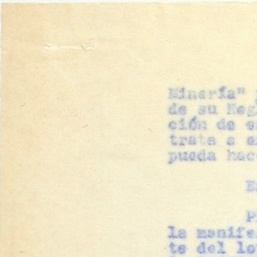 Minería"
de su Reg
ción de e
trata s e
pueda hac
la manife
te del lo